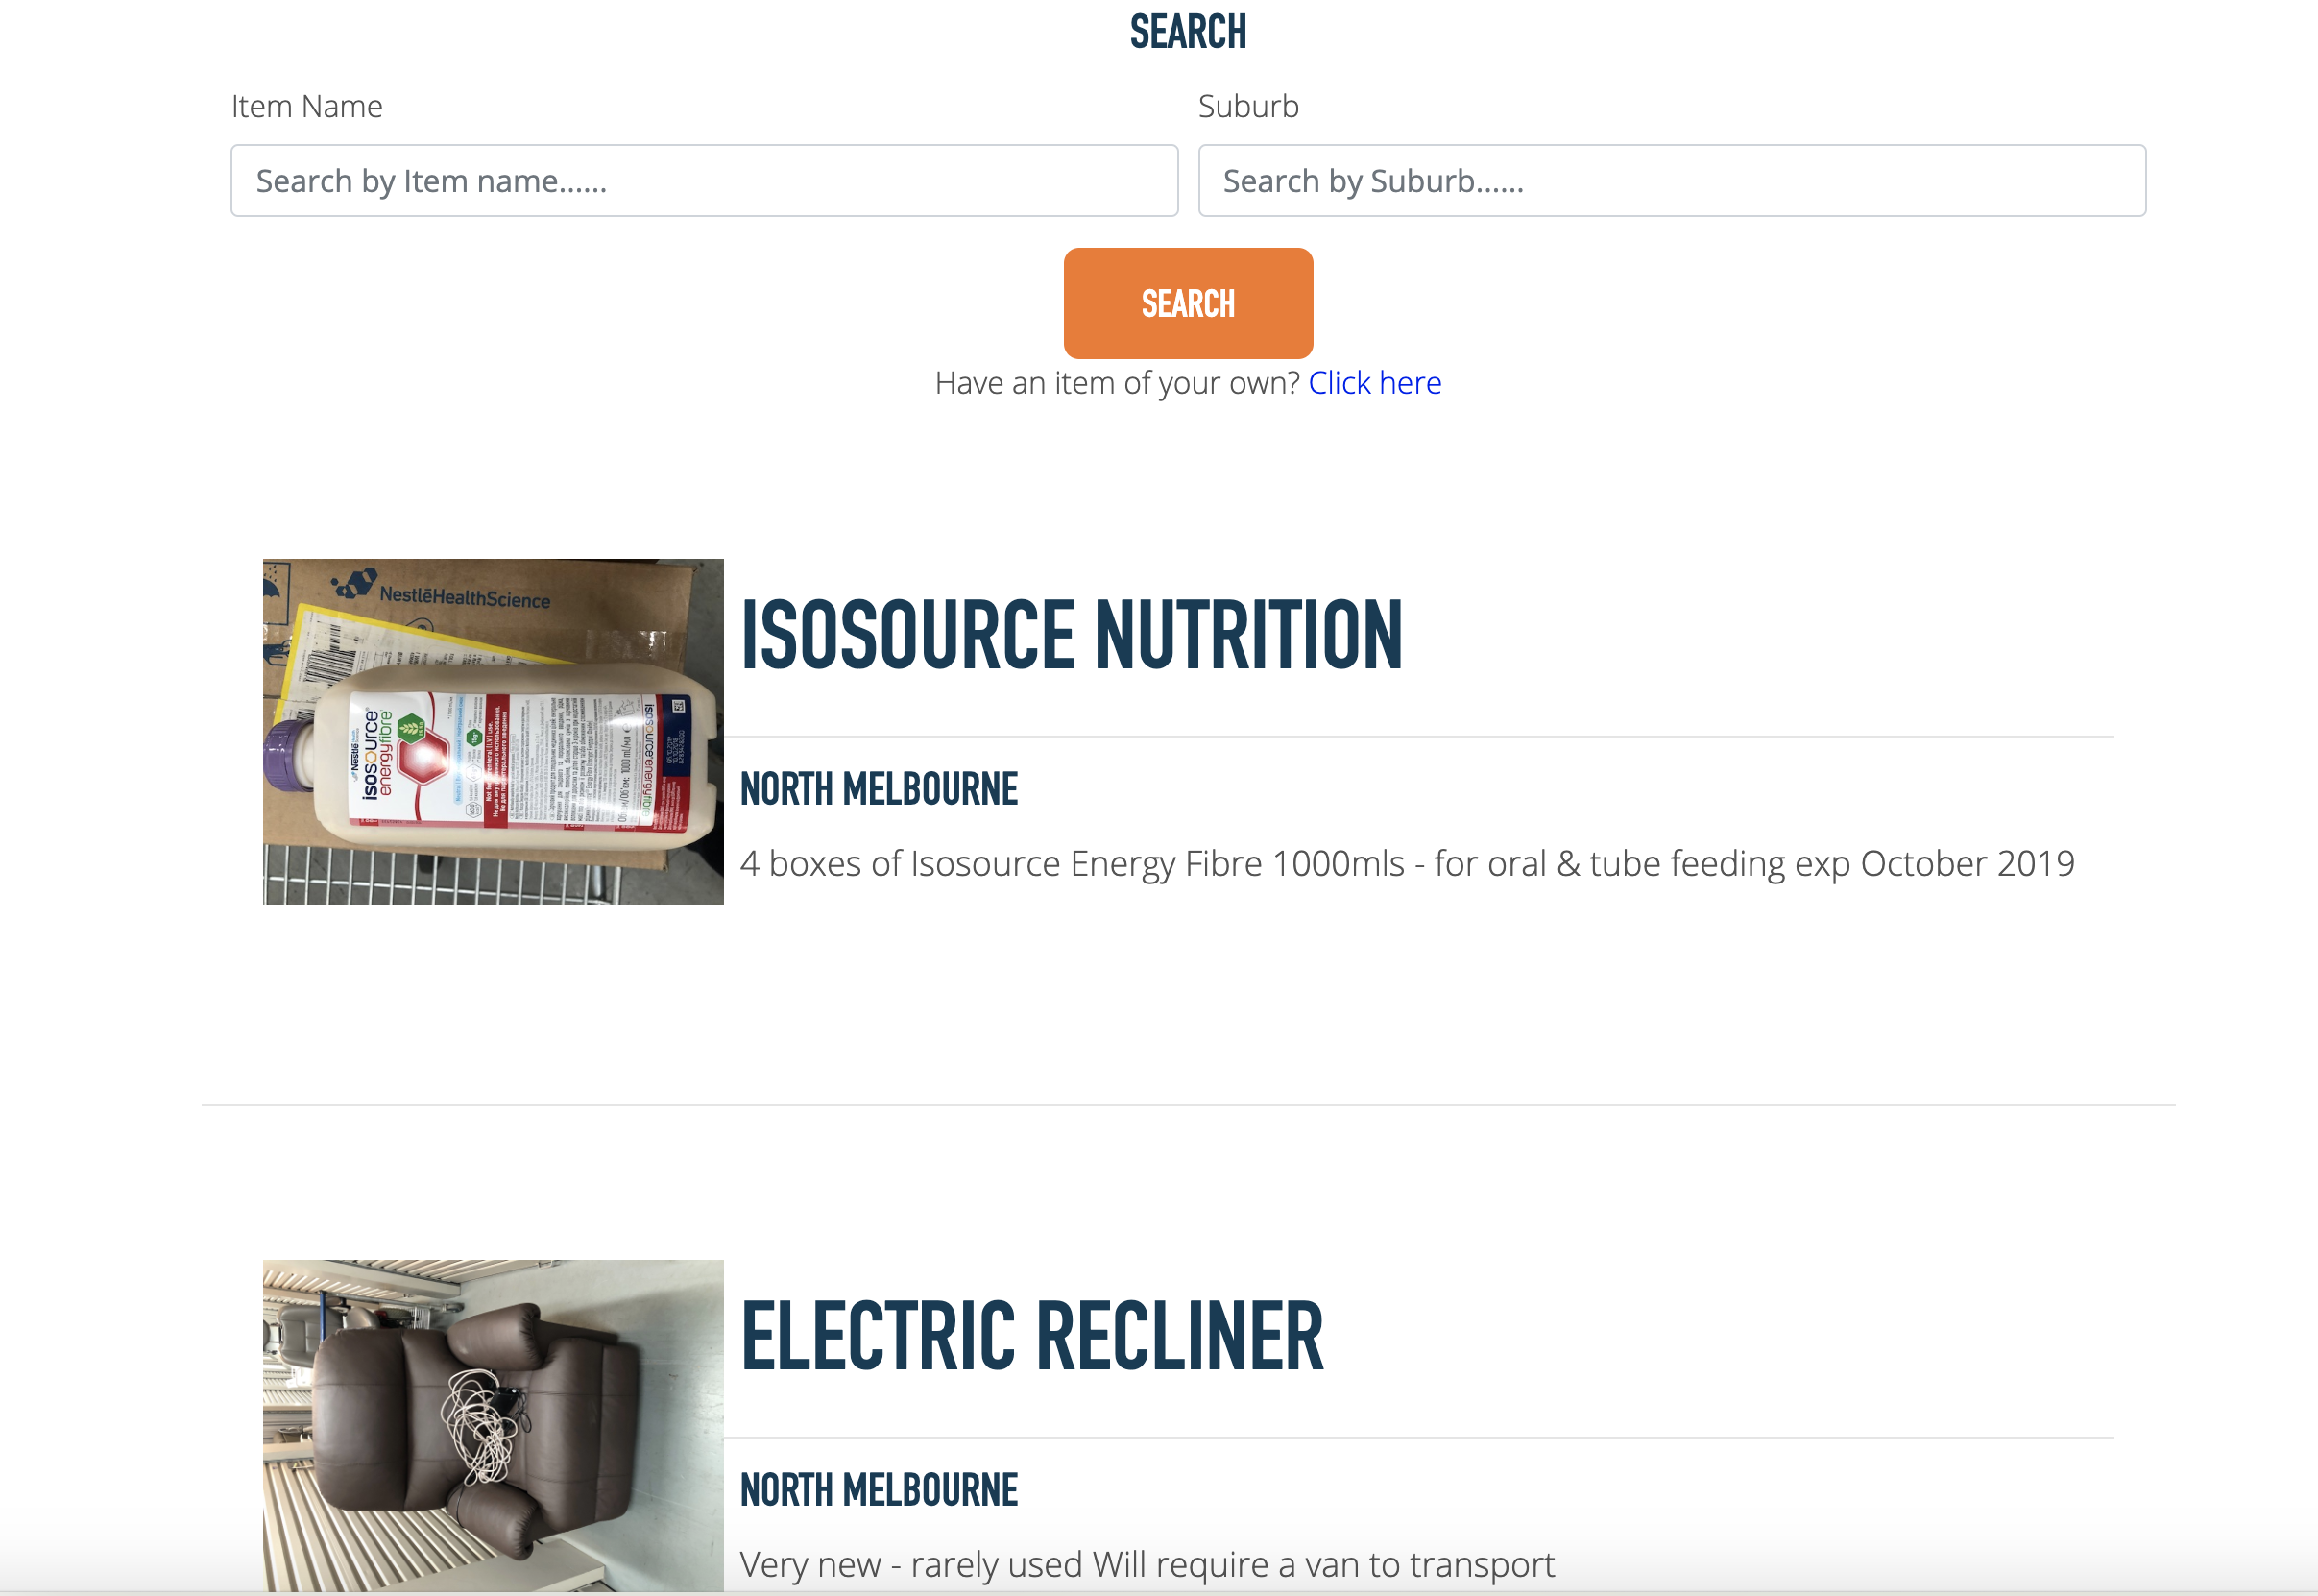 SEARCH
Item Name
Suburb
Search by Item name......
Search by Suburb......
SEARCH
Have an item of your own? Click here
NestléHealthScience
Nestlé
isosource
energyfibre
isosourceenergyfibre
ISOSOURCE NUTRITION
NORTH MELBOURNE
4 boxes of Isosource Energy Fibre 1000mls - for oral & tube feeding exp October 2019
ELECTRIC RECLINER
NORTH MELBOURNE
Very new - rarely used Will require a van to transport